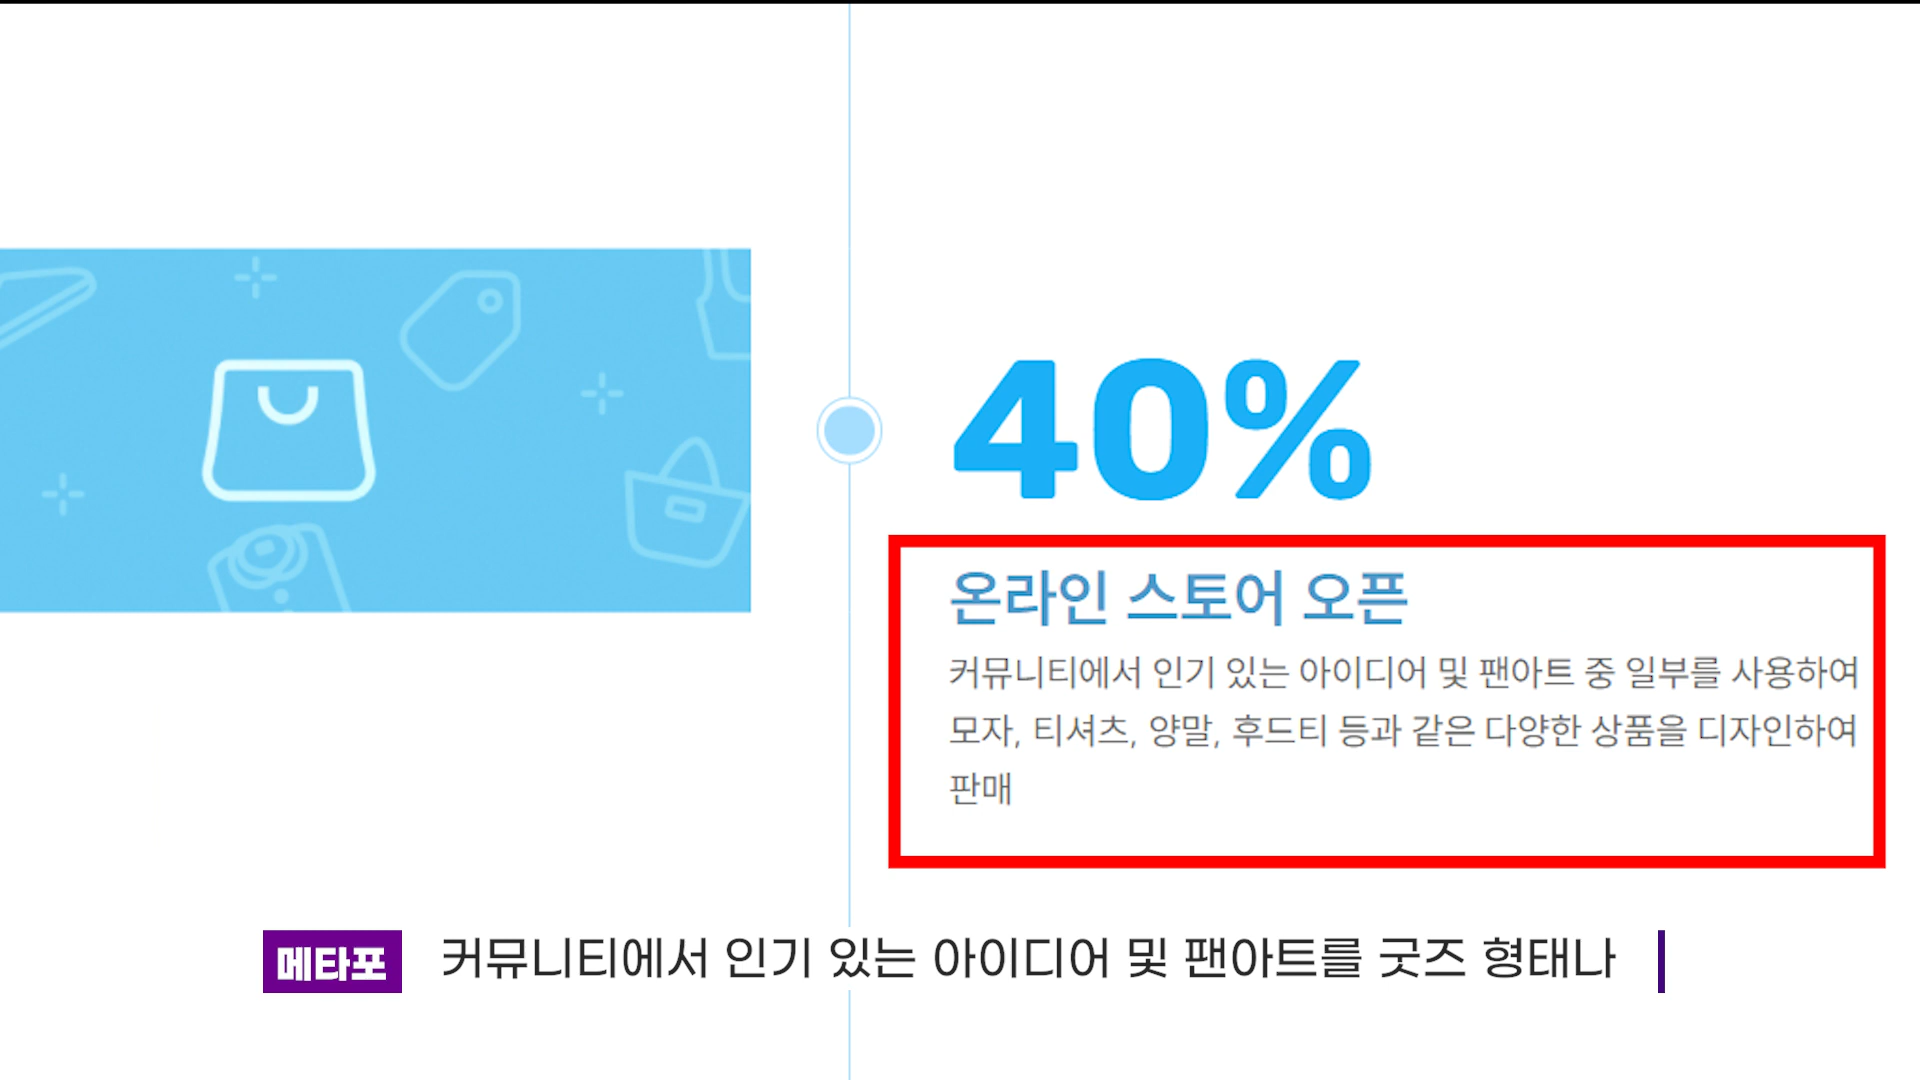 40%
온라인 스토어 오픈
커뮤니티에서 인기 있는 아이디어 및 팬아트 중 일부를 사용하여
모자, 티셔츠, 양말, 후드티 등과 같은 다양한 상품을 디자인하여
판매
메타포 커뮤니티에서 인기 있는 아이디어 및 팬아트를 굿즈 형태나